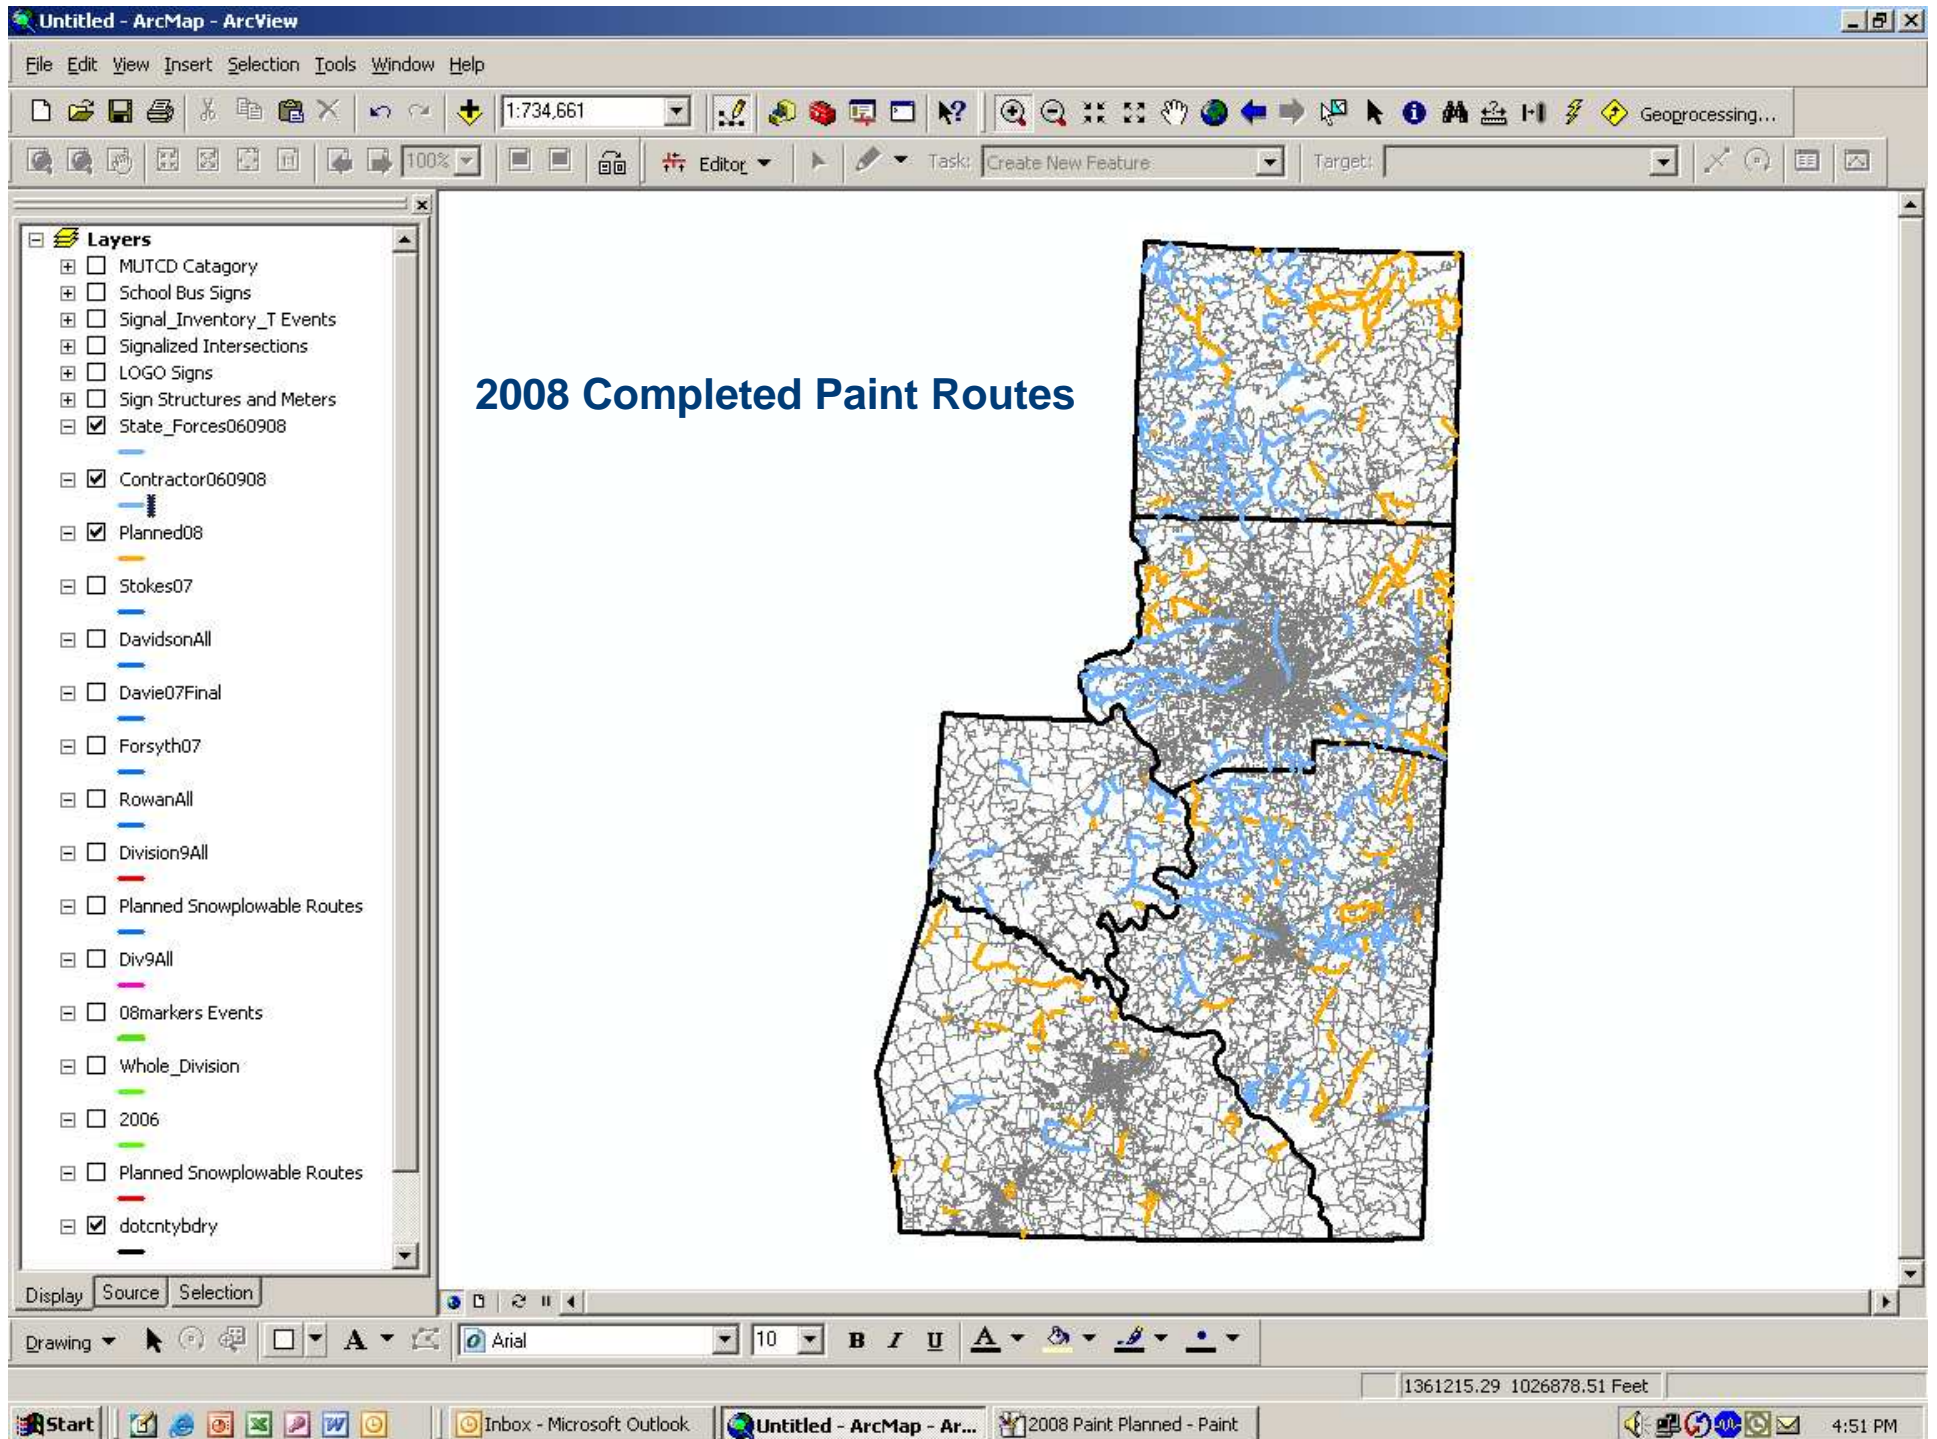 Untitled - ArcMap - ArcView
File Edit View Insert Selection Tools Window Help
1:734,661
Geoprocessing...
100%
Editor
Task:
Create New Feature
Target:
Layers
MUTCD Catagory
School Bus Signs
Signal_Inventory_T Events
Signalized Intersections
LOGO Signs
Sign Structures and Meters
State_Forces060908
Contractor060908
Planned08
Stokes07
DavidsonAll
Davie07Final
Forsyth07
RowanAll
Division9All
Planned Snowplowable Routes
Div9All
08markers Events
Whole_Division
2006
Planned Snowplowable Routes
dotcntybdry
2008 Completed Paint Routes
Display Source Selection
Drawing
A
Arial
10
B I U A
1361215.29 1026878.51 Feet
Start
Inbox - Microsoft Outlook
Untitled - ArcMap - Ar...
2008 Paint Planned - Paint
4:51 PM